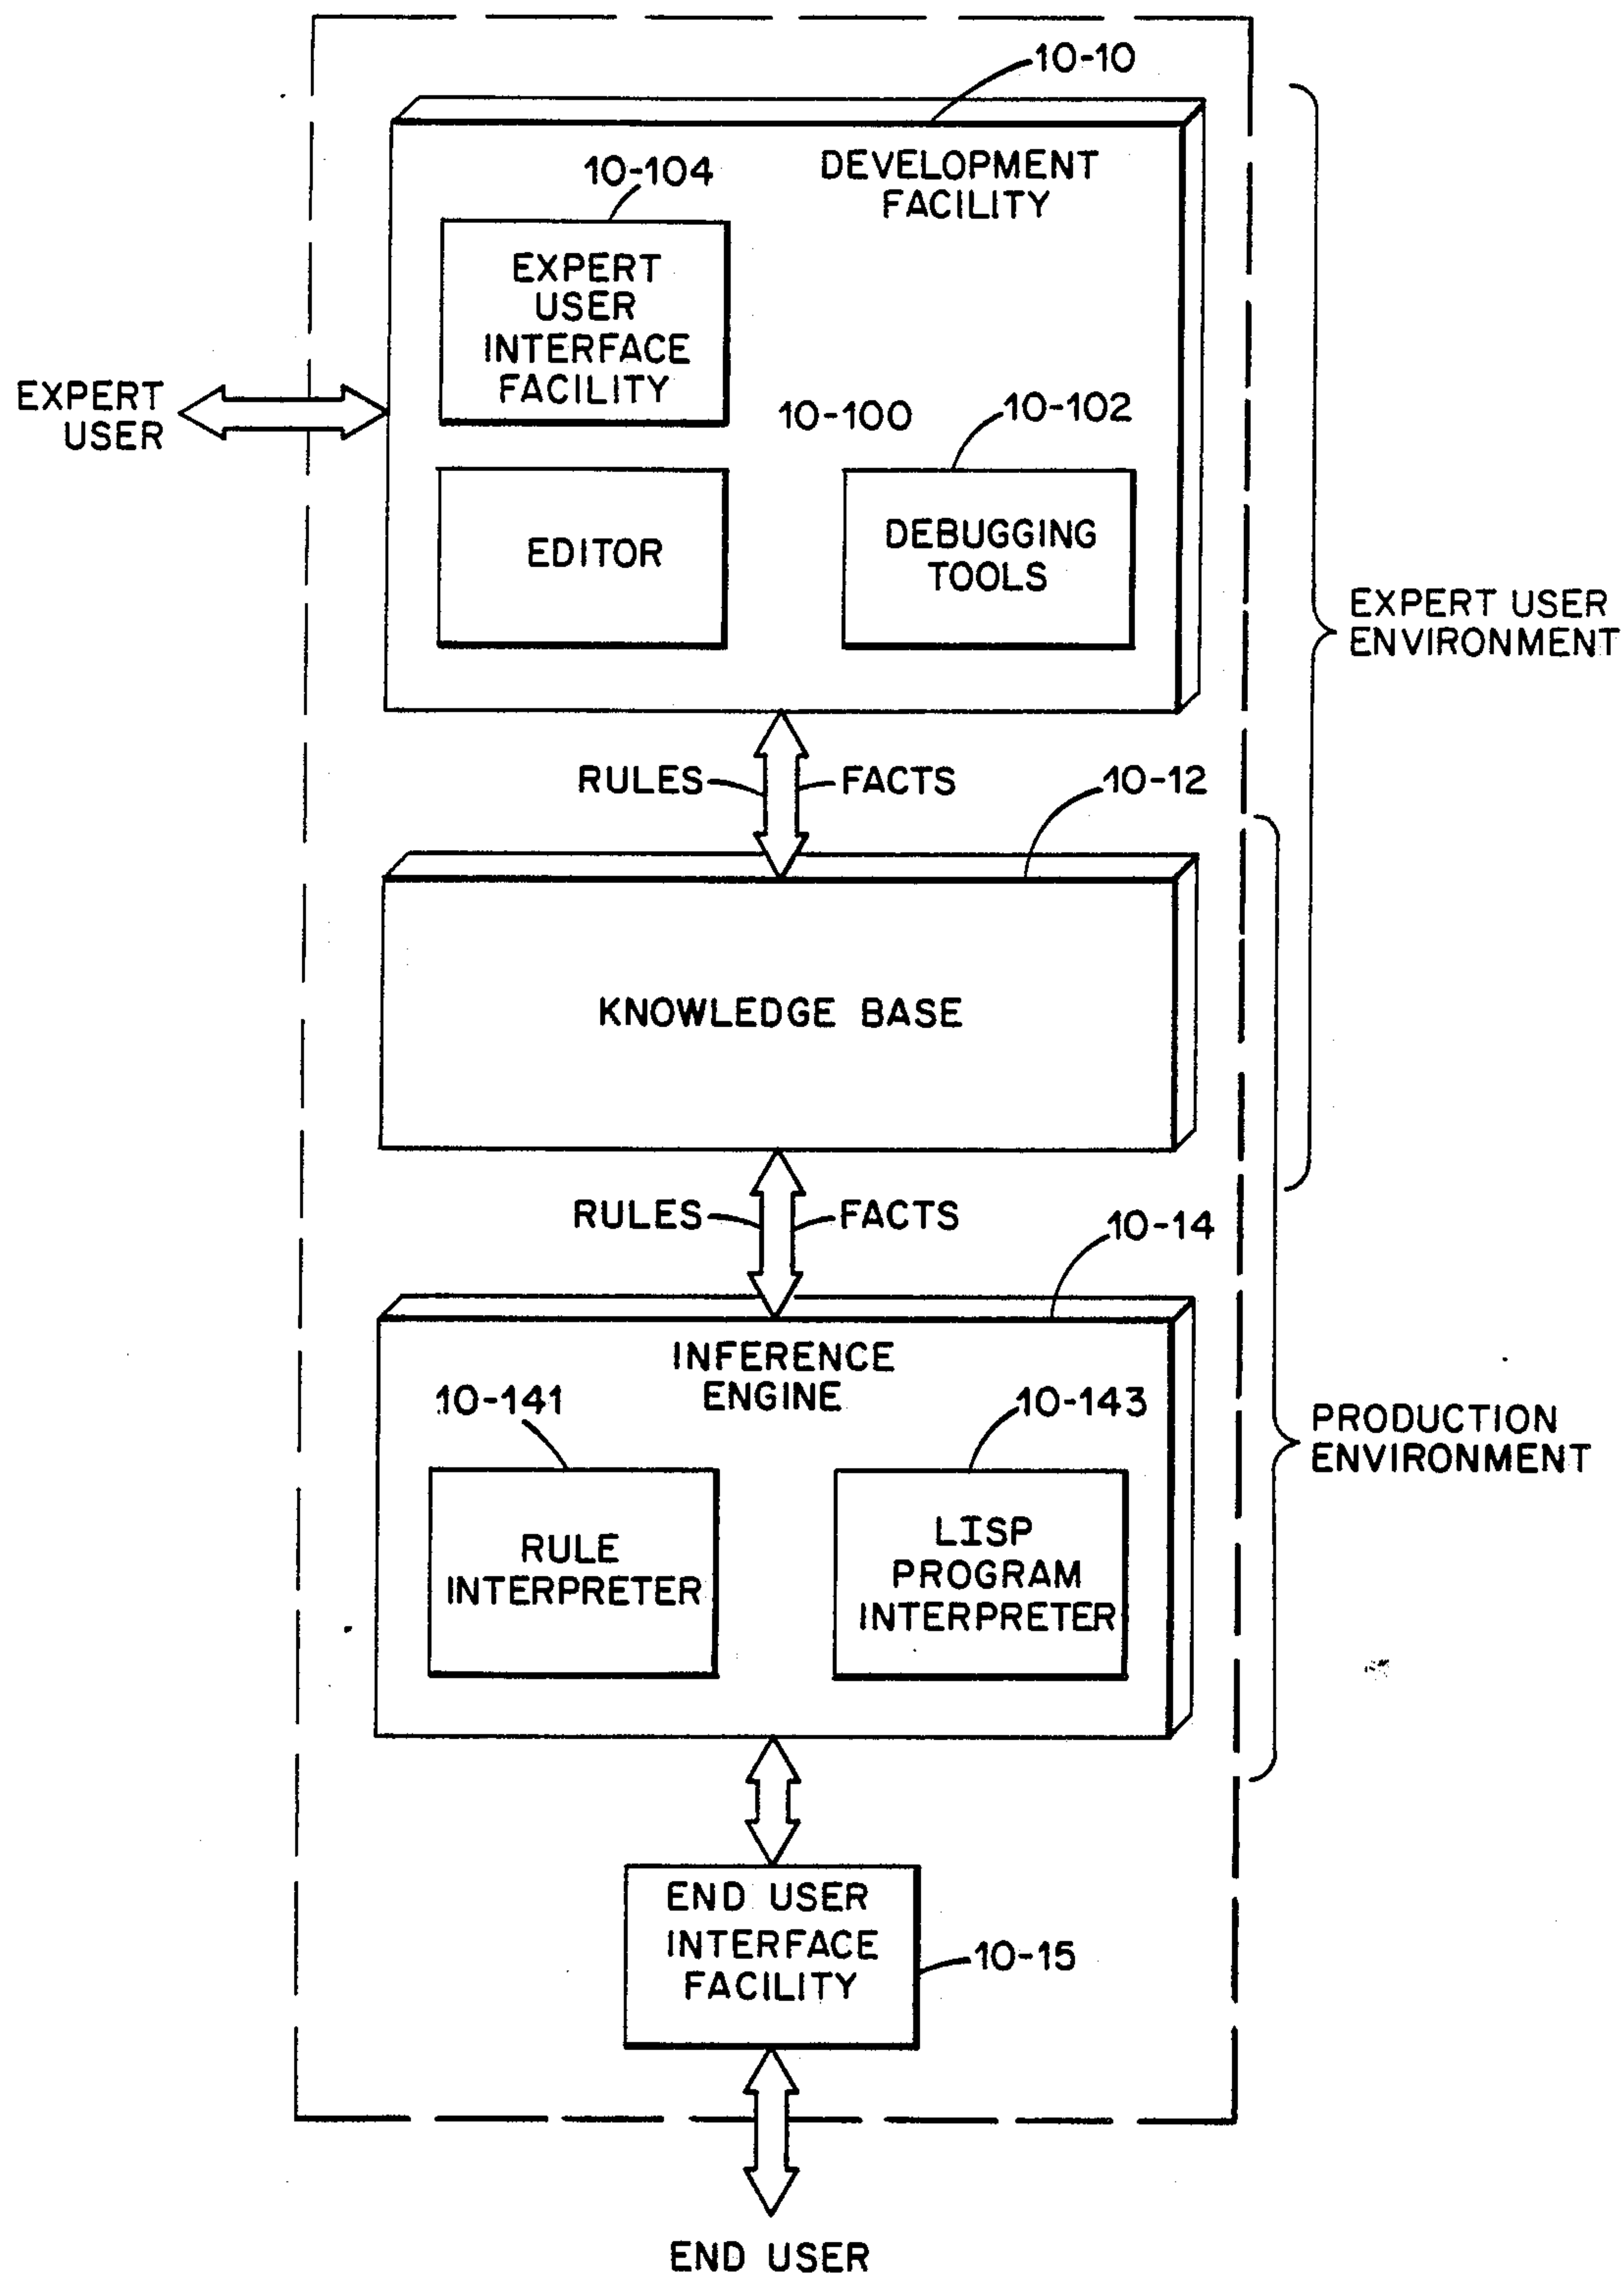 10-10
DEVELOPMENT
FACILITY
10-104
EXPERT
USER
INTERFACE
FACILITY
EXPERT
USER
10-100
10-102
EDITOR
DEBUGGING
TOOLS
EXPERT USER
ENVIRONMENT
RULES
FACTS
10-12
KNOWLEDGE BASE
RULES
FACTS
10-14
INFERENCE
ENGINE
10-141
10-143
PRODUCTION
ENVIRONMENT
RULE
INTERPRETER
LISP
PROGRAM
INTERPRETER
END USER
INTERFACE
FACILITY
10-15
END USER